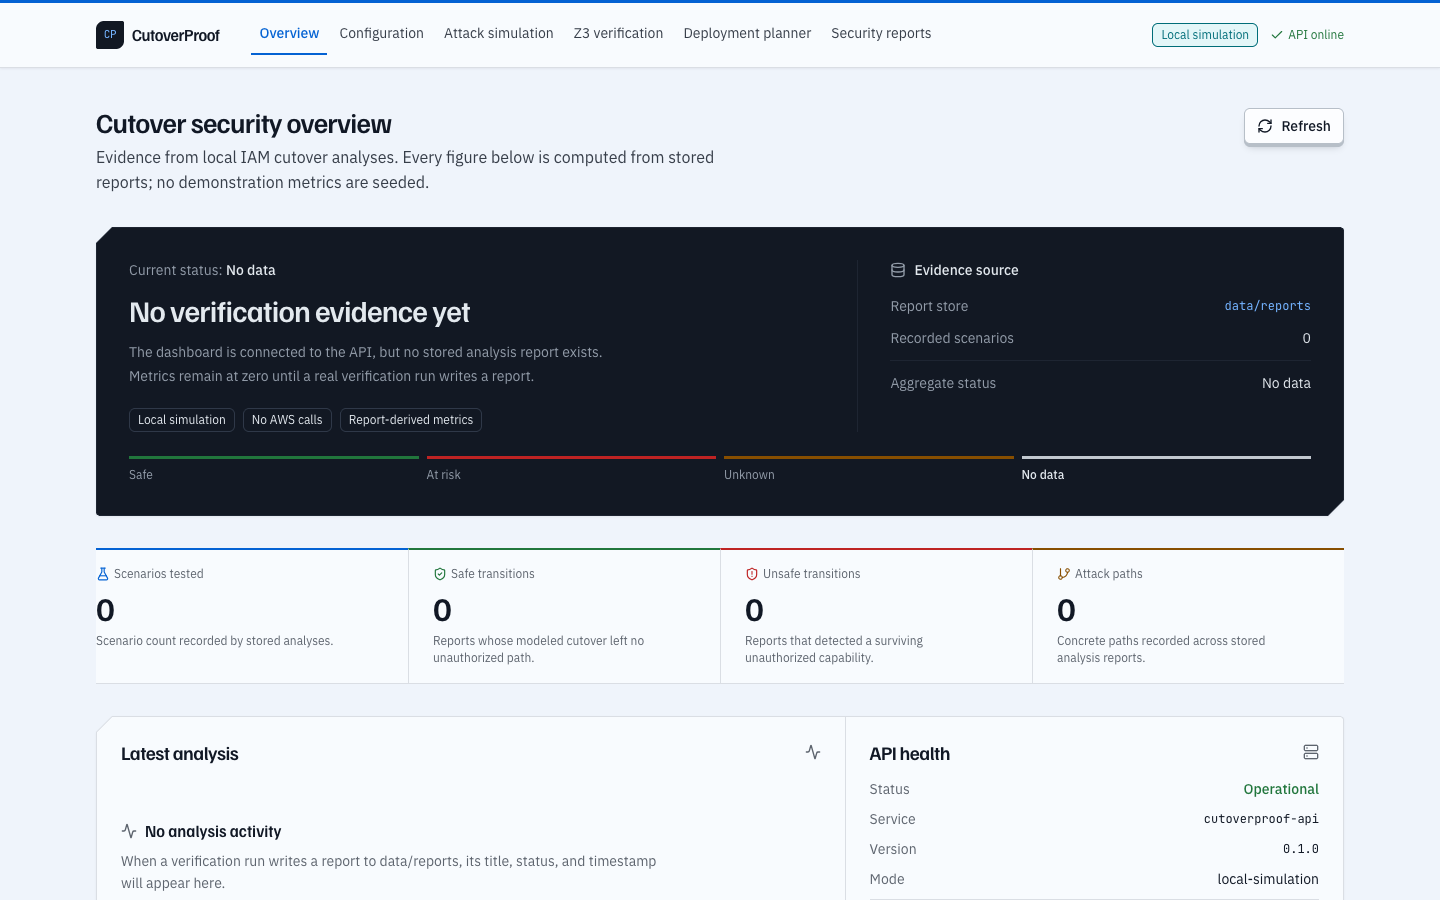 CP
CutoverProof
Overview
Configuration
Attack simulation
Z3 verification
Deployment planner
Security reports
Local simulation
API online
Cutover security overview
Refresh
Evidence from local IAM cutover analyses. Every figure below is computed from stored
reports; no demonstration metrics are seeded.
Current status: No data
No verification evidence yet
The dashboard is connected to the API, but no stored analysis report exists.
Metrics remain at zero until a real verification run writes a report.
Local simulation
No AWS calls
Report-derived metrics
Evidence source
Report store
data/reports
Recorded scenarios
0
Aggregate status
No data
Safe
At risk
Unknown
No data
Scenarios tested
0
Scenario count recorded by stored analyses.
Safe transitions
0
Reports whose modeled cutover left no
unauthorized path.
Unsafe transitions
0
Reports that detected a surviving
unauthorized capability.
Attack paths
0
Concrete paths recorded across stored
analysis reports.
Latest analysis
No analysis activity
When a verification run writes a report to data/reports, its title, status, and timestamp
will appear here.
API health
Status
Operational
Service
cutoverproof-api
Version
0.1.0
Mode
local-simulation